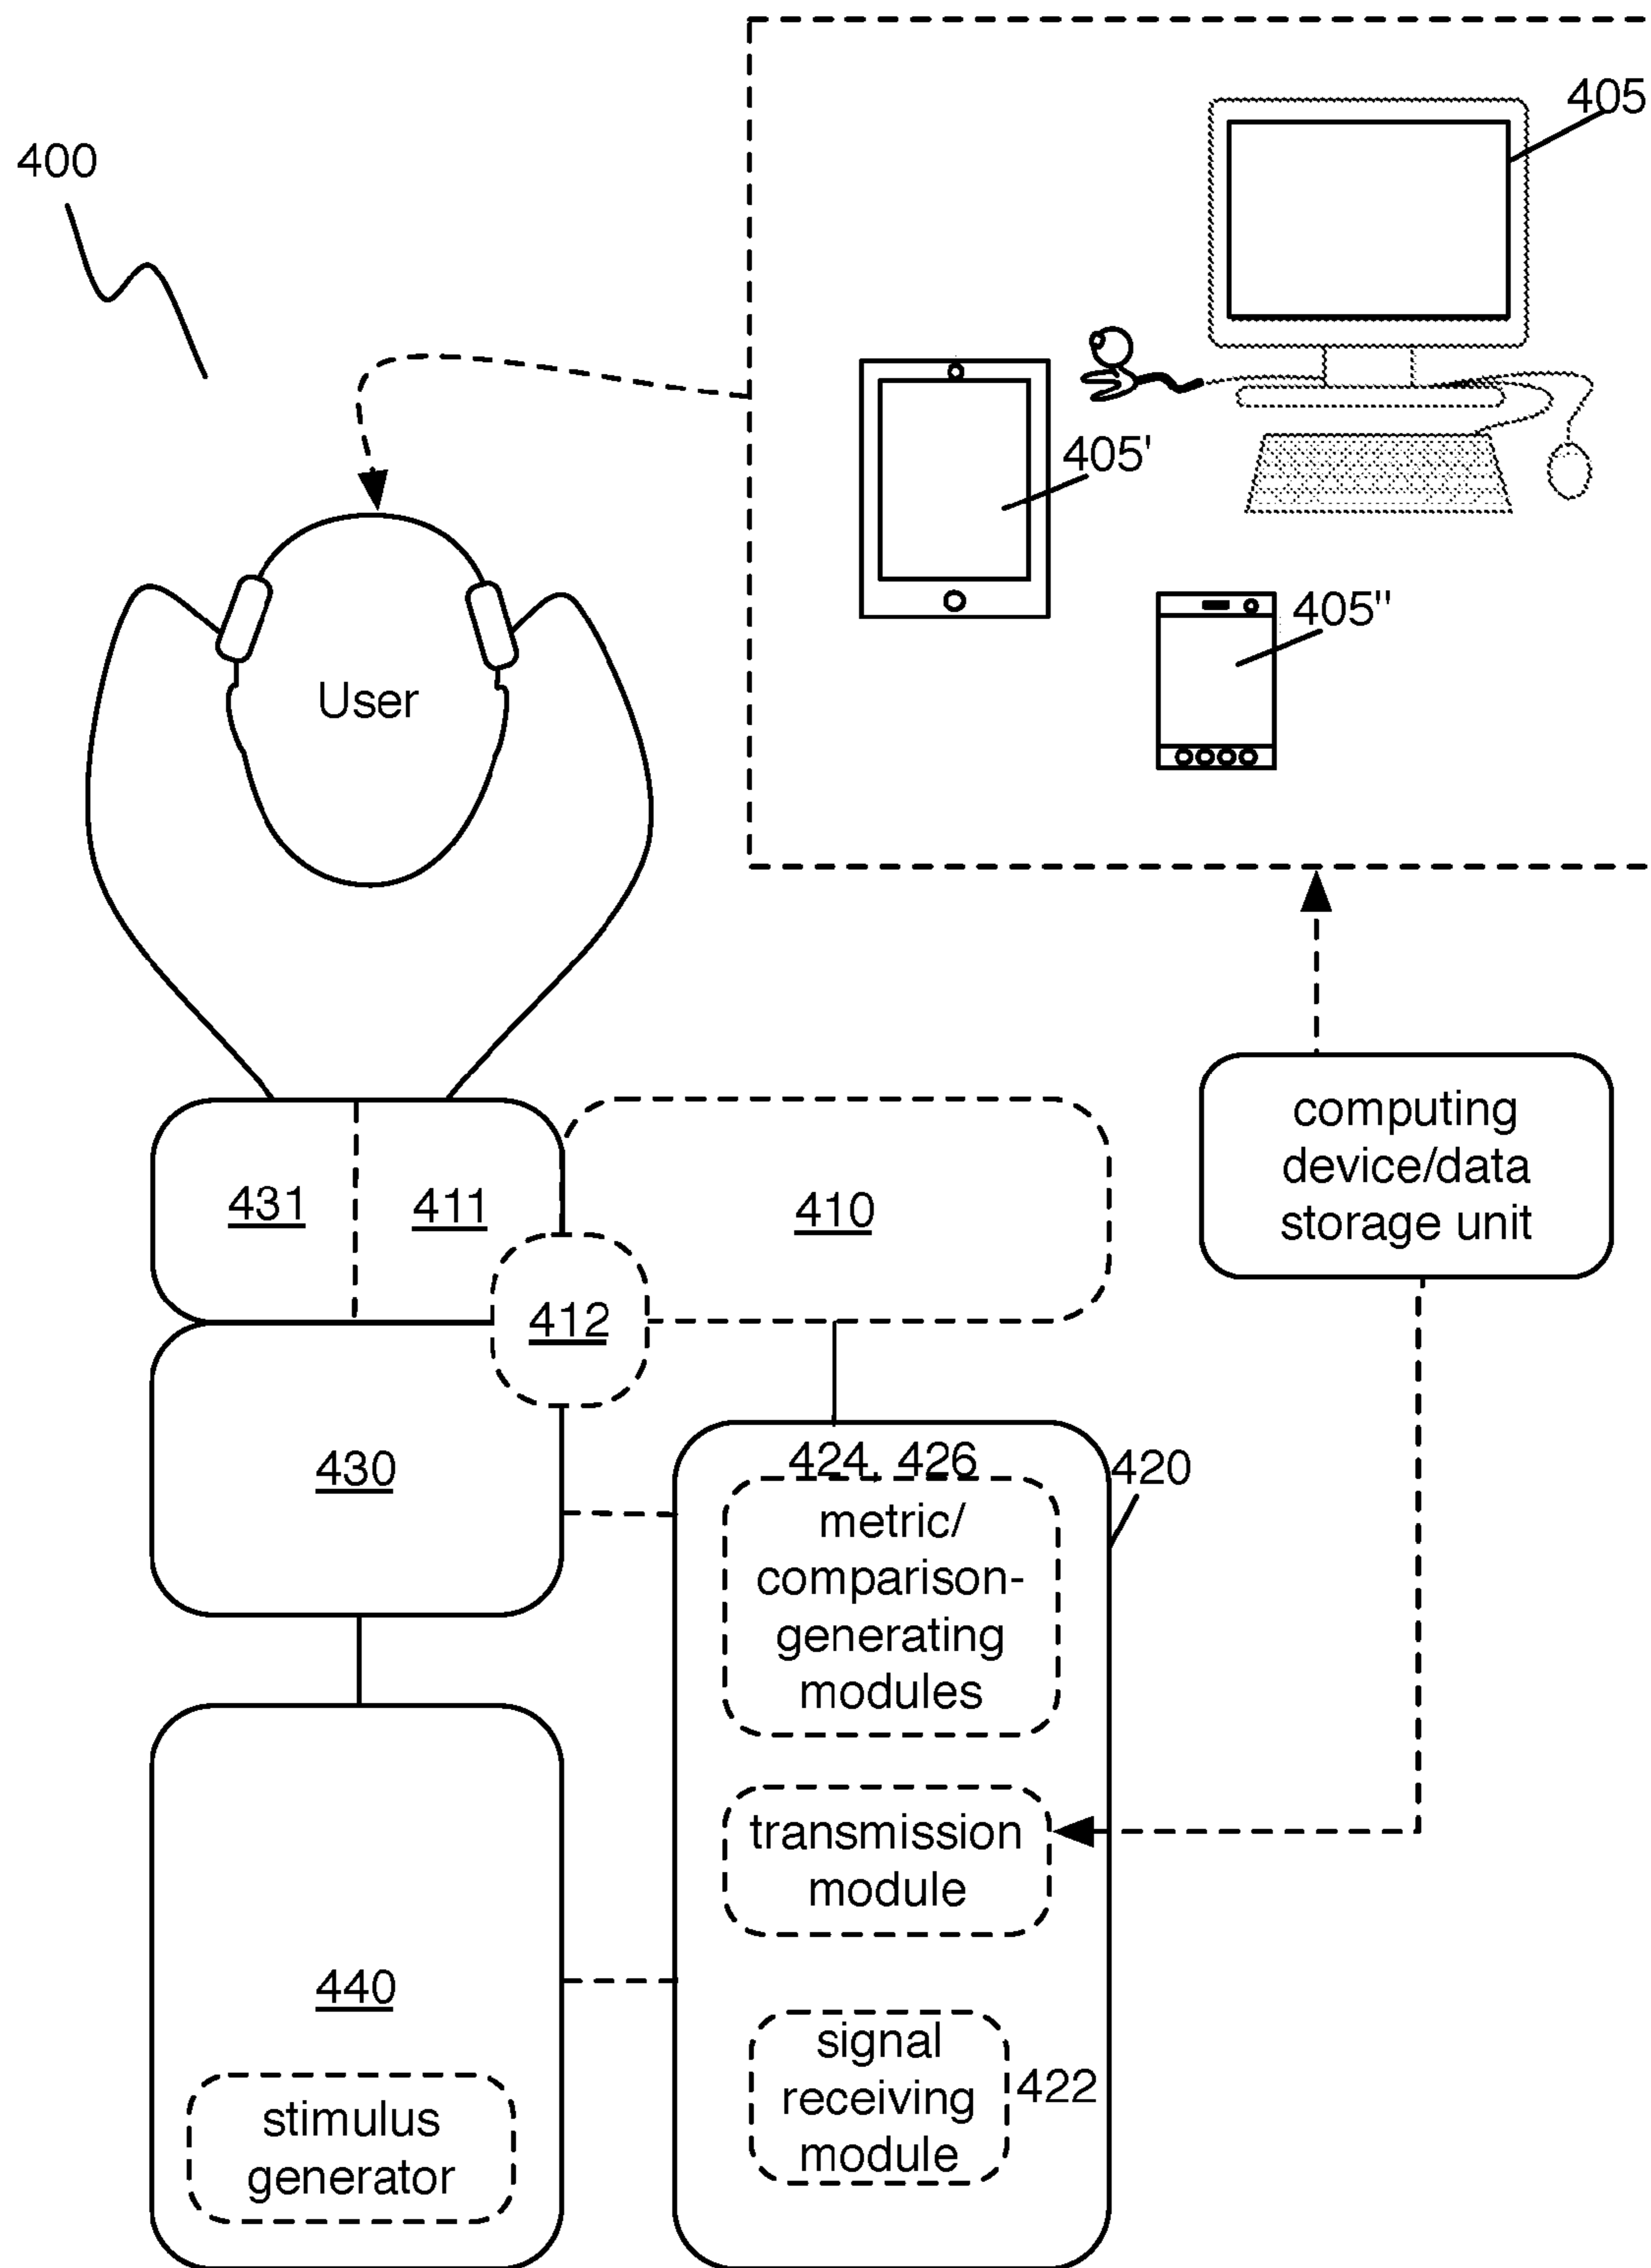 400
405
405'
405"
User
431
411
410
412
computing
device/data
storage unit
430
424, 426
420
metric/
comparison-
generating
modules
transmission
module
440
signal
receiving
module
422
stimulus
generator